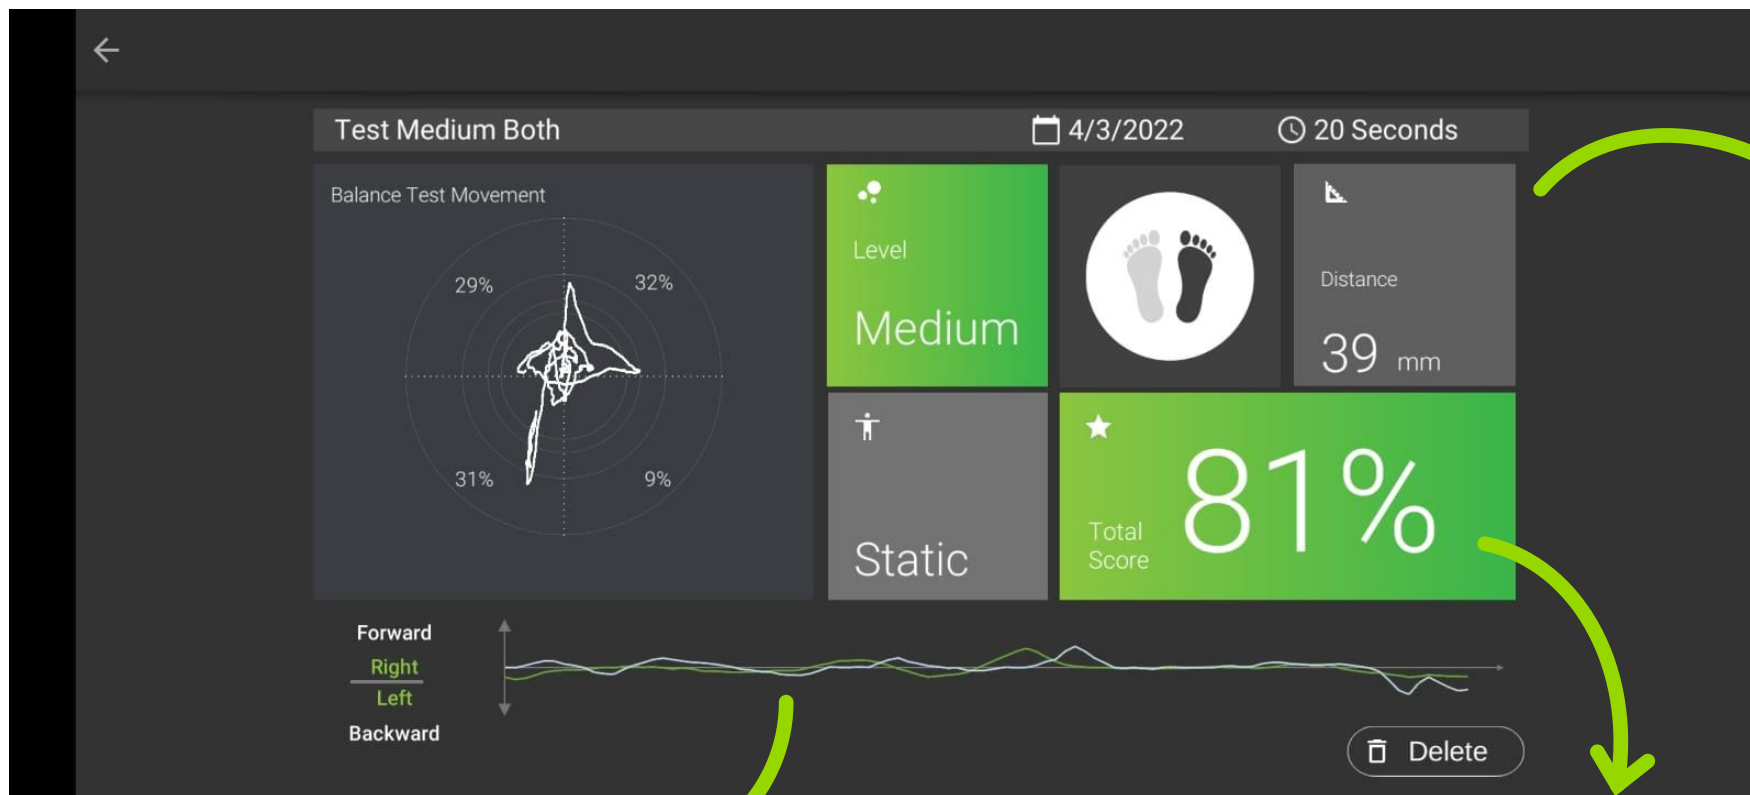 Test Medium Both
4/3/2022
20 Seconds
Balance Test Movement
29%
32%
31%
9%
Level
Medium
Distance
39 mm
Static
Total
Score
81%
Forward
Right
Left
Backward
Delete